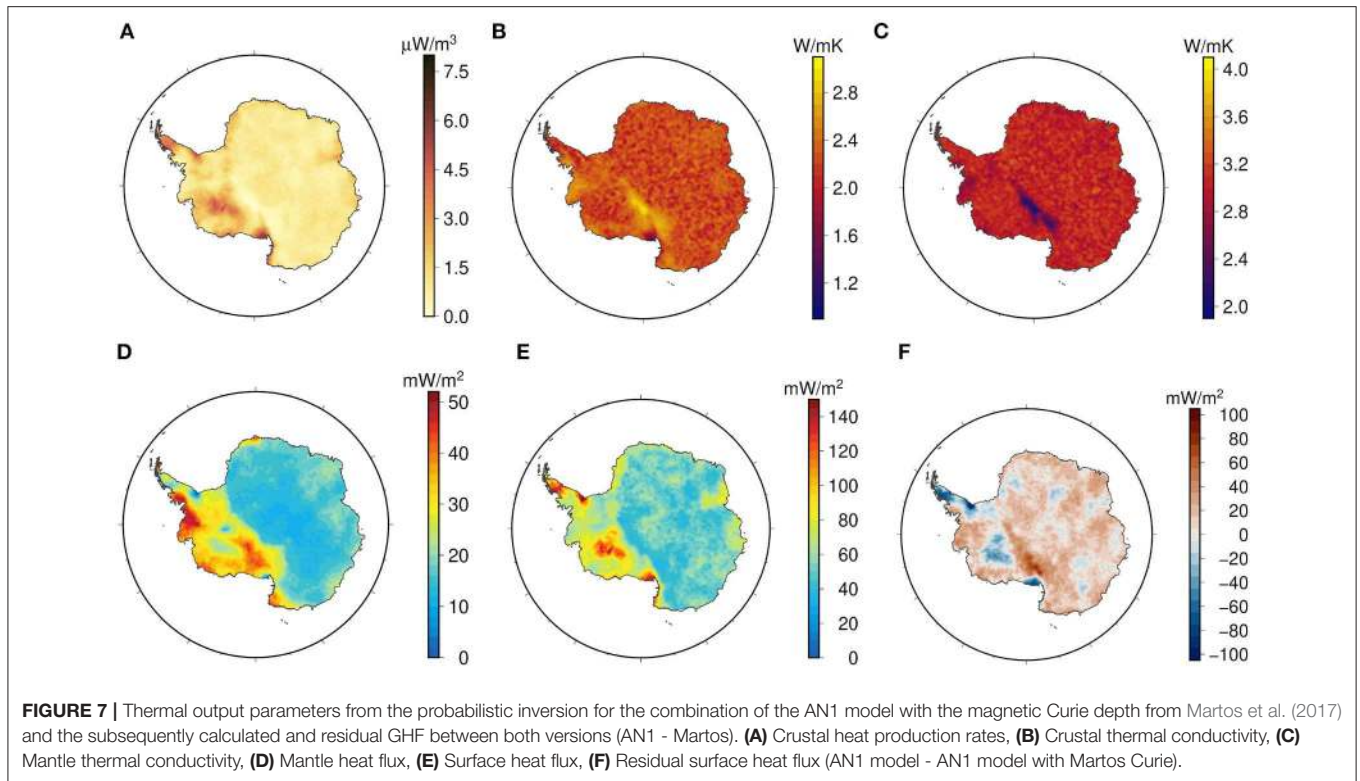 A
μW/m³
7.5
6.0
4.5
3.0
1.5
0.0
B
W/mK
2.8
2.4
2.0
1.6
1.2
C
W/mK
4.0
3.6
3.2
2.8
2.4
2.0
D
mW/m²
50
40
30
20
10
0
E
mW/m²
140
120
100
80
60
40
20
0
F
mW/m²
100
80
60
40
20
0
−20
−40
−60
−80
−100
FIGURE 7 | Thermal output parameters from the probabilistic inversion for the combination of the AN1 model with the magnetic Curie depth from Martos et al. (2017)
and the subsequently calculated and residual GHF between both versions (AN1 - Martos). (A) Crustal heat production rates, (B) Crustal thermal conductivity, (C)
Mantle thermal conductivity, (D) Mantle heat flux, (E) Surface heat flux, (F) Residual surface heat flux (AN1 model - AN1 model with Martos Curie).